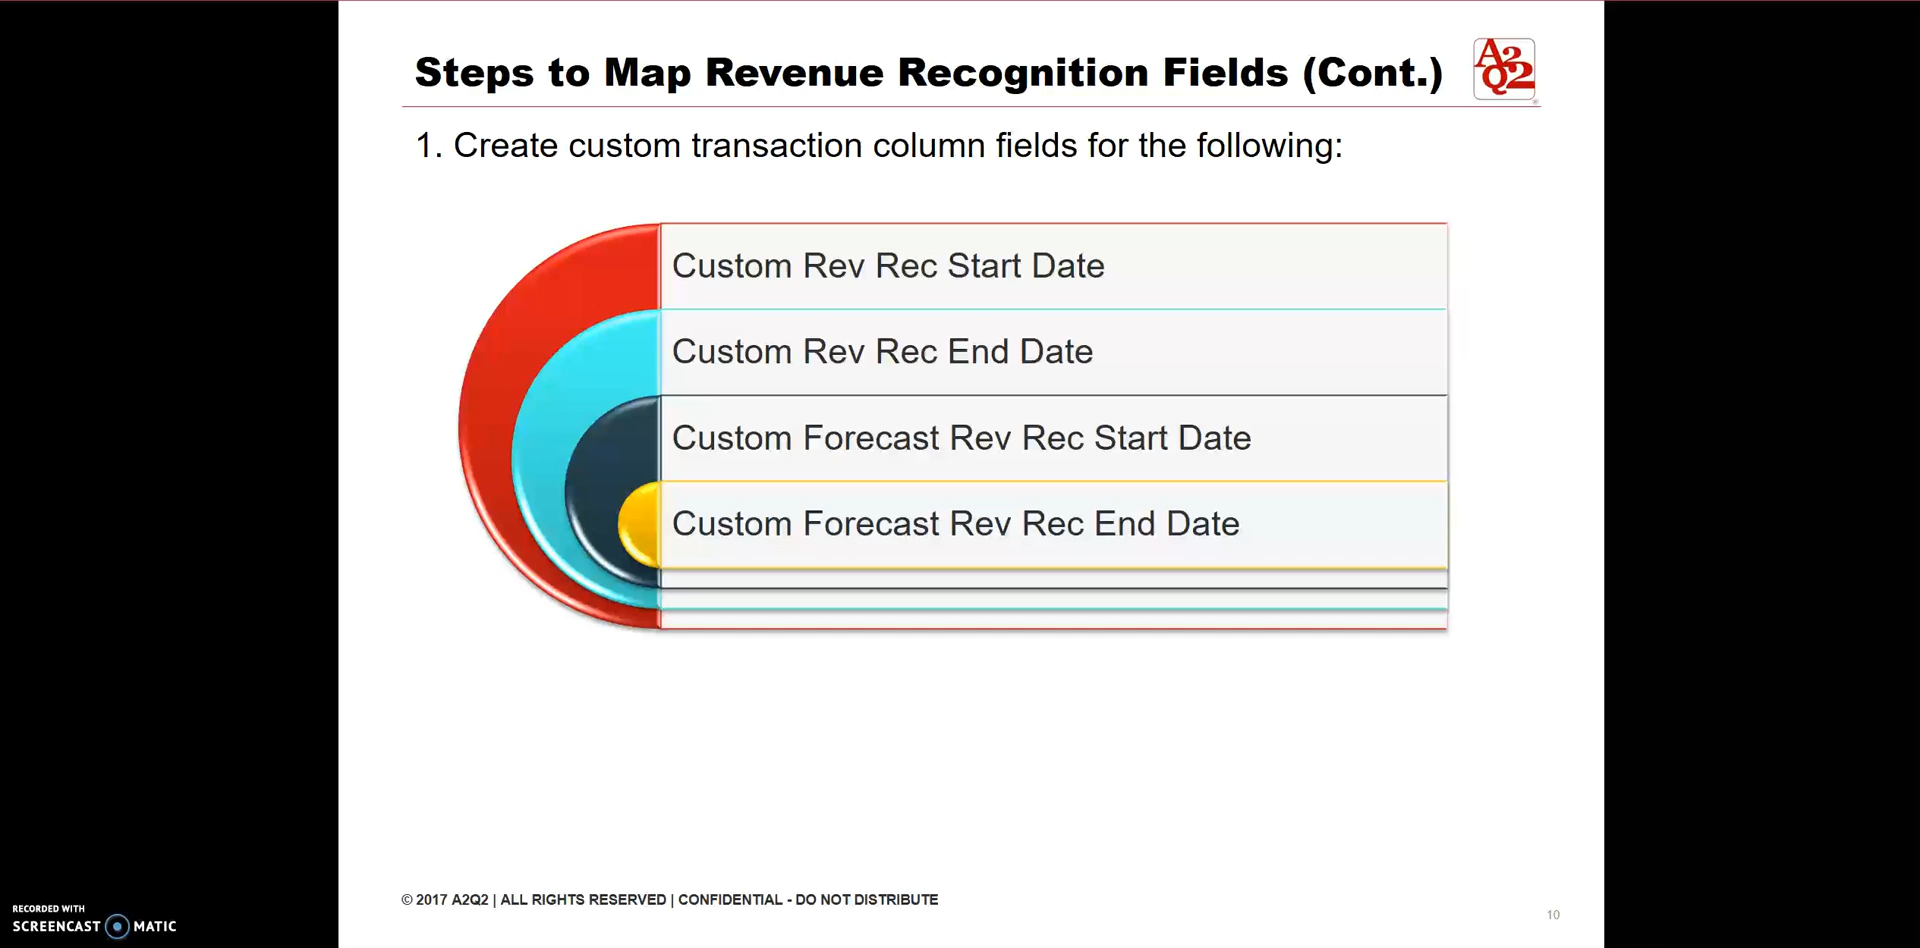 Steps to Map Revenue Recognition Fields (Cont.)
A2
Q2
1. Create custom transaction column fields for the following:
Custom Rev Rec Start Date
Custom Rev Rec End Date
Custom Forecast Rev Rec Start Date
Custom Forecast Rev Rec End Date
© 2017 A2Q2 | ALL RIGHTS RESERVED | CONFIDENTIAL - DO NOT DISTRIBUTE
10
RECORDED WITH
SCREENCAST MATIC